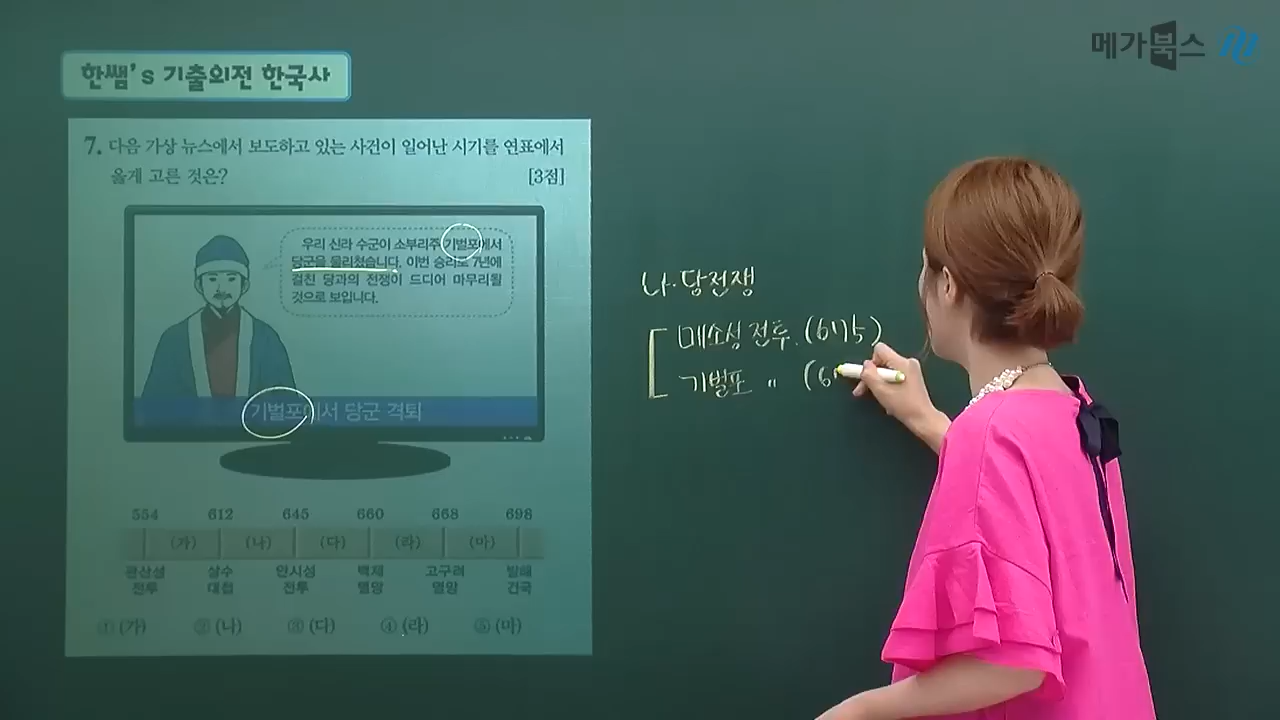 메가북스
한쌤's 기출의전 한국사
7. 다음 가상 뉴스에서 보도하고 있는 사건이 일어난 시기를 연표에서
옳게 고른 것은? [3점]
우리 신라 수군이 소부리주 기벌포에서
당군을 물리쳤습니다. 이번 승리로 7년에
걸친 당과의 전쟁이 드디어 마무리될
것으로 보입니다.
기벌포에서 당군 격퇴
554 612 645 660 668 698
(가) (나) (다) (라) (마)
관산성 살수 안시성 백제 고구려 발해
전투 대첩 전투 멸망 멸망 건국
① (가) ② (나) ③ (다) ④ (라) ⑤ (마)
나·당전쟁
매소성 전투. (675)
기벌포 〃 (6